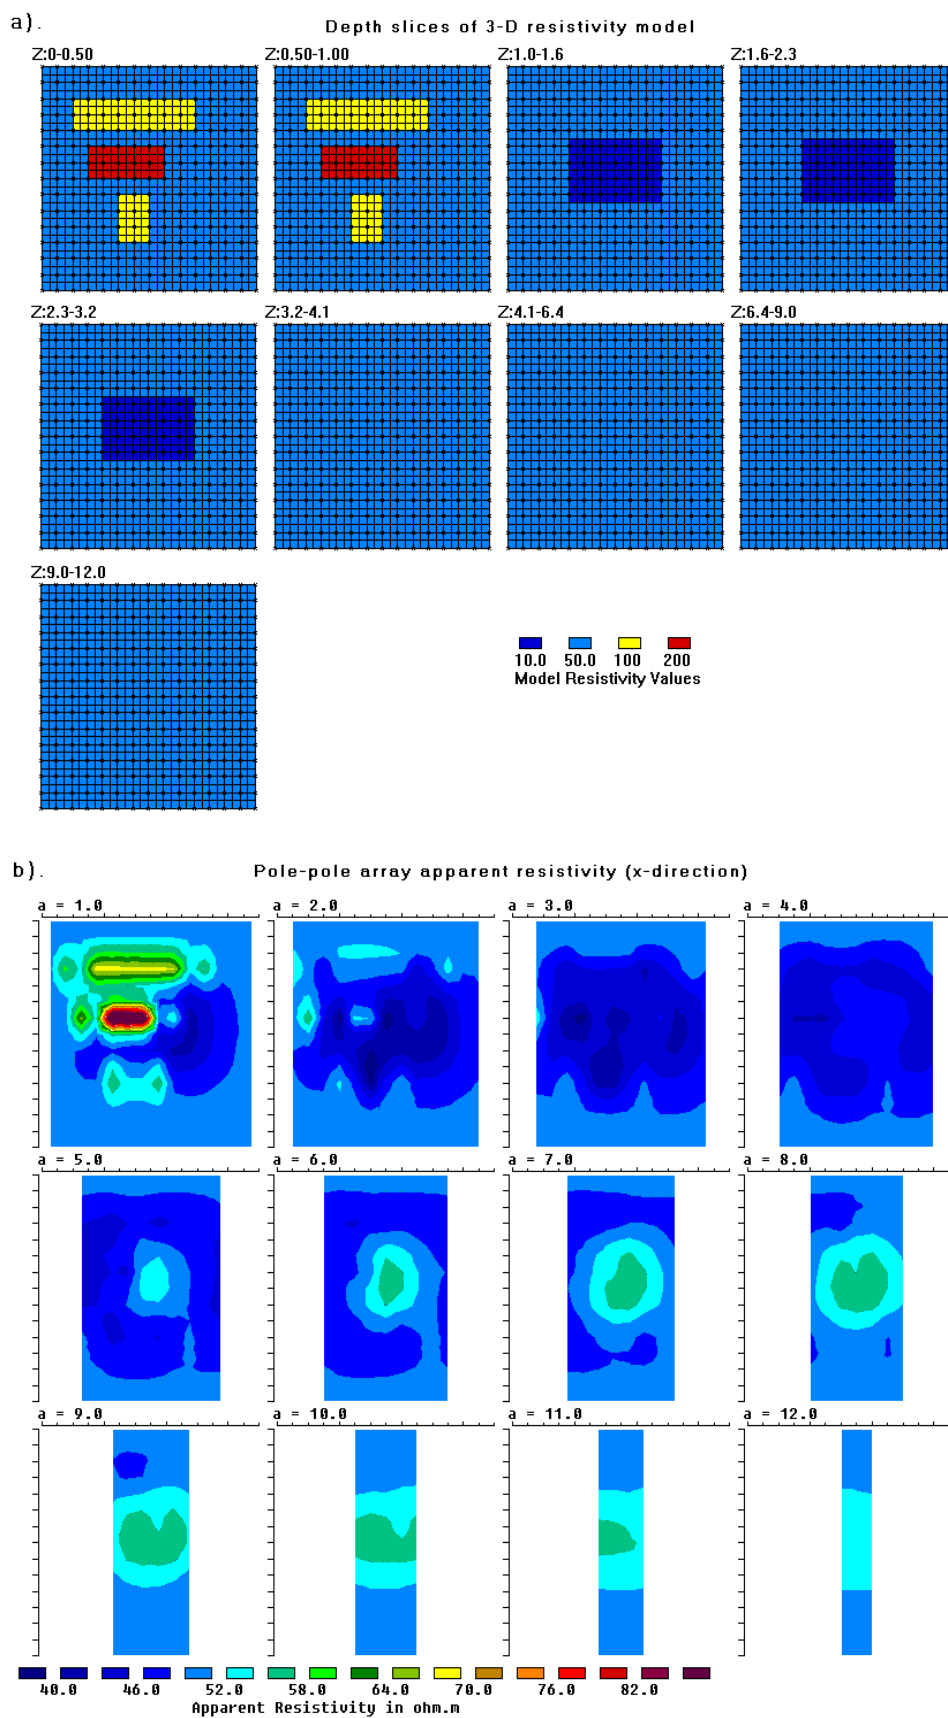 a).
Depth slices of 3-D resistivity model
Z:0-0.50 Z:0.50-1.00 Z:1.0-1.6 Z:1.6-2.3
Z:2.3-3.2 Z:3.2-4.1 Z:4.1-6.4 Z:6.4-9.0
Z:9.0-12.0
10.0 50.0 100 200
Model Resistivity Values
b).
Pole-pole array apparent resistivity (x-direction)
a = 1.0 a = 2.0 a = 3.0 a = 4.0
a = 5.0 a = 6.0 a = 7.0 a = 8.0
a = 9.0 a = 10.0 a = 11.0 a = 12.0
40.0 46.0 52.0 58.0 64.0 70.0 76.0 82.0
Apparent Resistivity in ohm.m